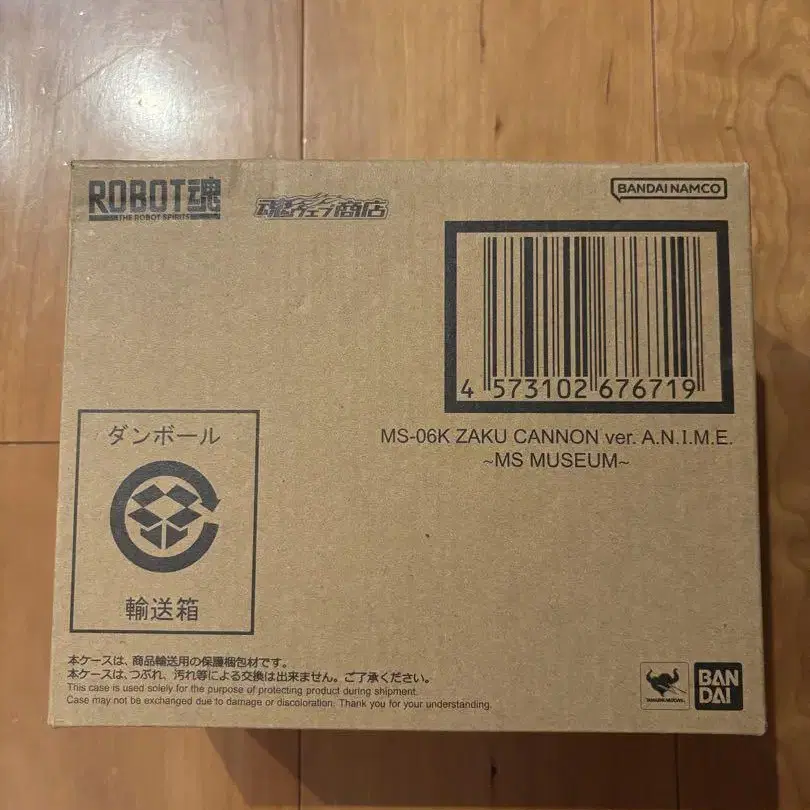 ROBOT魂
THE ROBOT SPIRITS
魂ウェブ商店
BANDAI NAMCO
4 573102 676719
MS-06K ZAKU CANNON ver. A.N.I.M.E.
~MS MUSEUM~
ダンボール
輸送箱
本ケースは、商品輸送用の保護梱包材です。
本ケースは、つぶれ、汚れ等による交換は出来ません。ご了承ください。
This case is used solely for the purpose of protecting product during shipment.
Case may not be exchanged due to damage or discoloration. Thank you for your understanding.
TAMASHII NATIONS
BAN
DAI